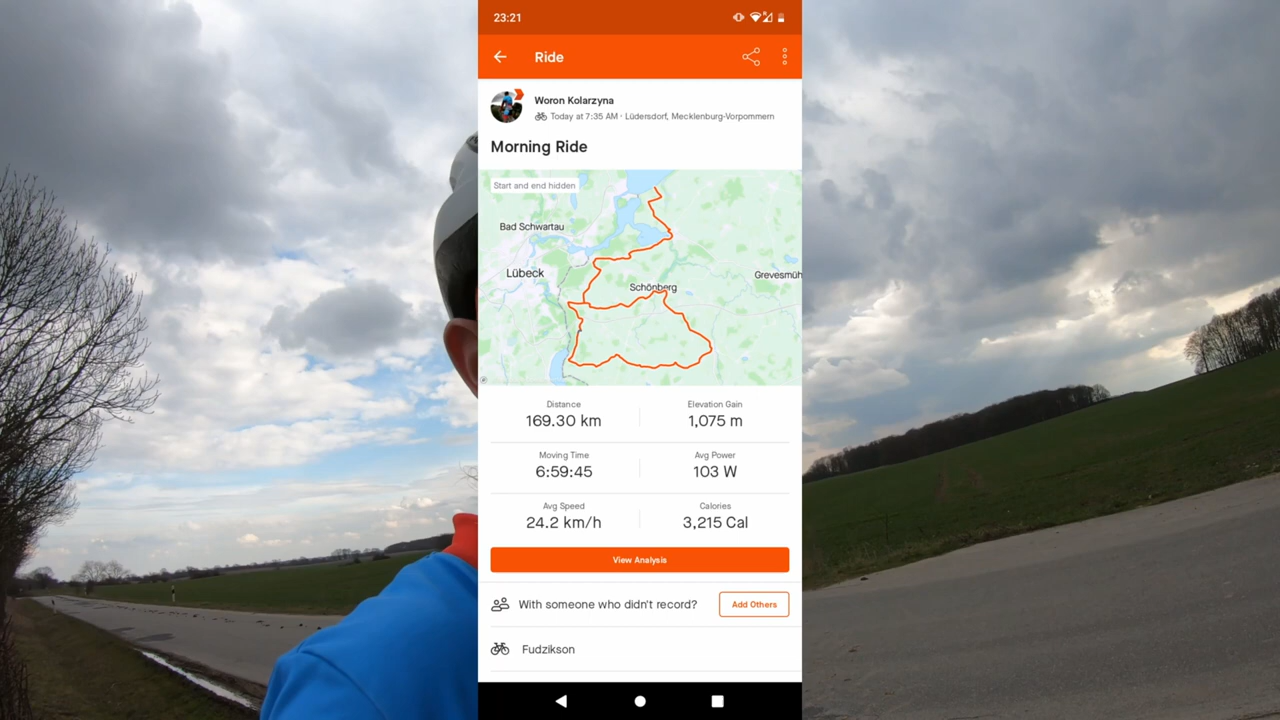 23:21
Ride
Woron Kolarzyna
Today at 7:35 AM · Lüdersdorf, Mecklenburg-Vorpommern
Morning Ride
Start and end hidden
Bad Schwartau
Lübeck
Grevesmüh
Schönberg
Distance
169.30 km
Elevation Gain
1,075 m
Moving Time
6:59:45
Avg Power
103 W
Avg Speed
24.2 km/h
Calories
3,215 Cal
View Analysis
With someone who didn't record?
Add Others
Fudzikson